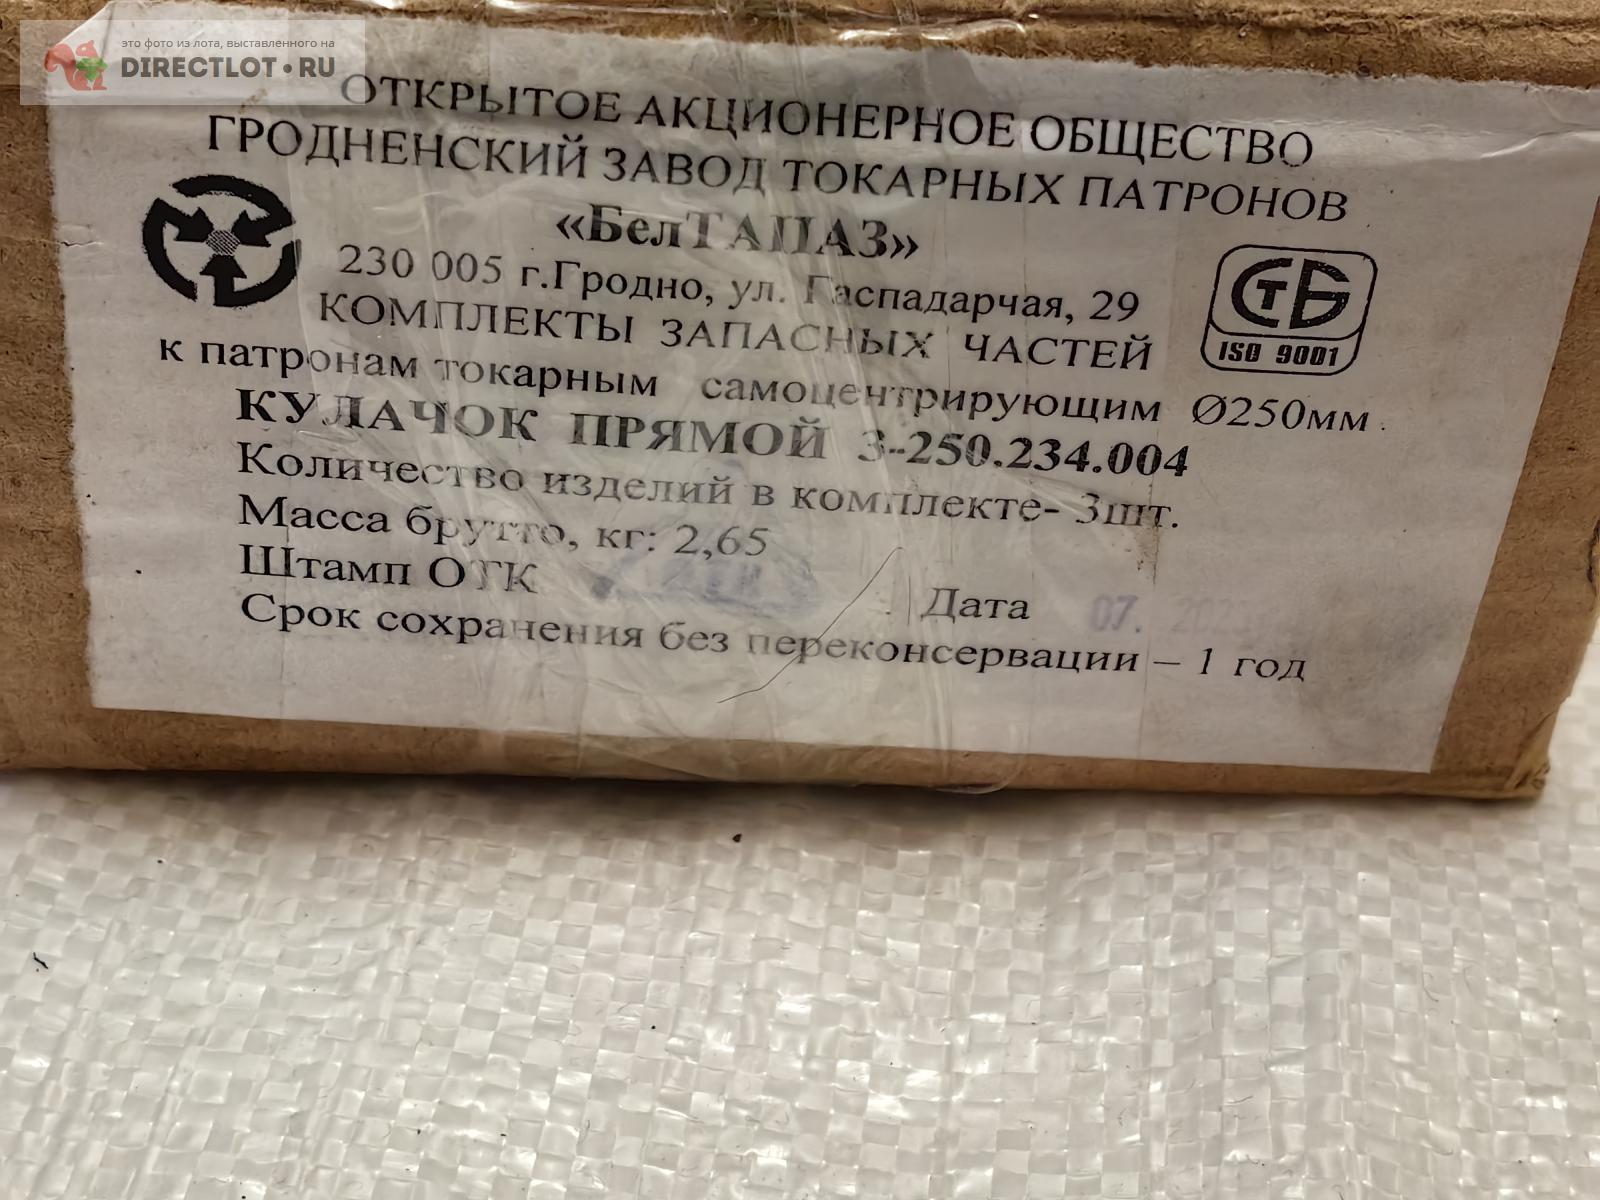 это фото из лота, выставленного на
DIRECTLOT.RU
ОТКРЫТОЕ АКЦИОНЕРНОЕ ОБЩЕСТВО
ГРОДНЕНСКИЙ ЗАВОД ТОКАРНЫХ ПАТРОНОВ
«БелТАПАЗ»
230 005 г.Гродно, ул. Гаспадарчая, 29
СТБ
ISO 9001
КОМПЛЕКТЫ ЗАПАСНЫХ ЧАСТЕЙ
к патронам токарным самоцентрирующим Ø250мм.
КУЛАЧОК ПРЯМОЙ 3-250.234.004
Количество изделий в комплекте- 3шт.
Масса брутто, кг: 2,65
Штамп ОТК Дата 07.
Срок сохранения без переконсервации – 1 год